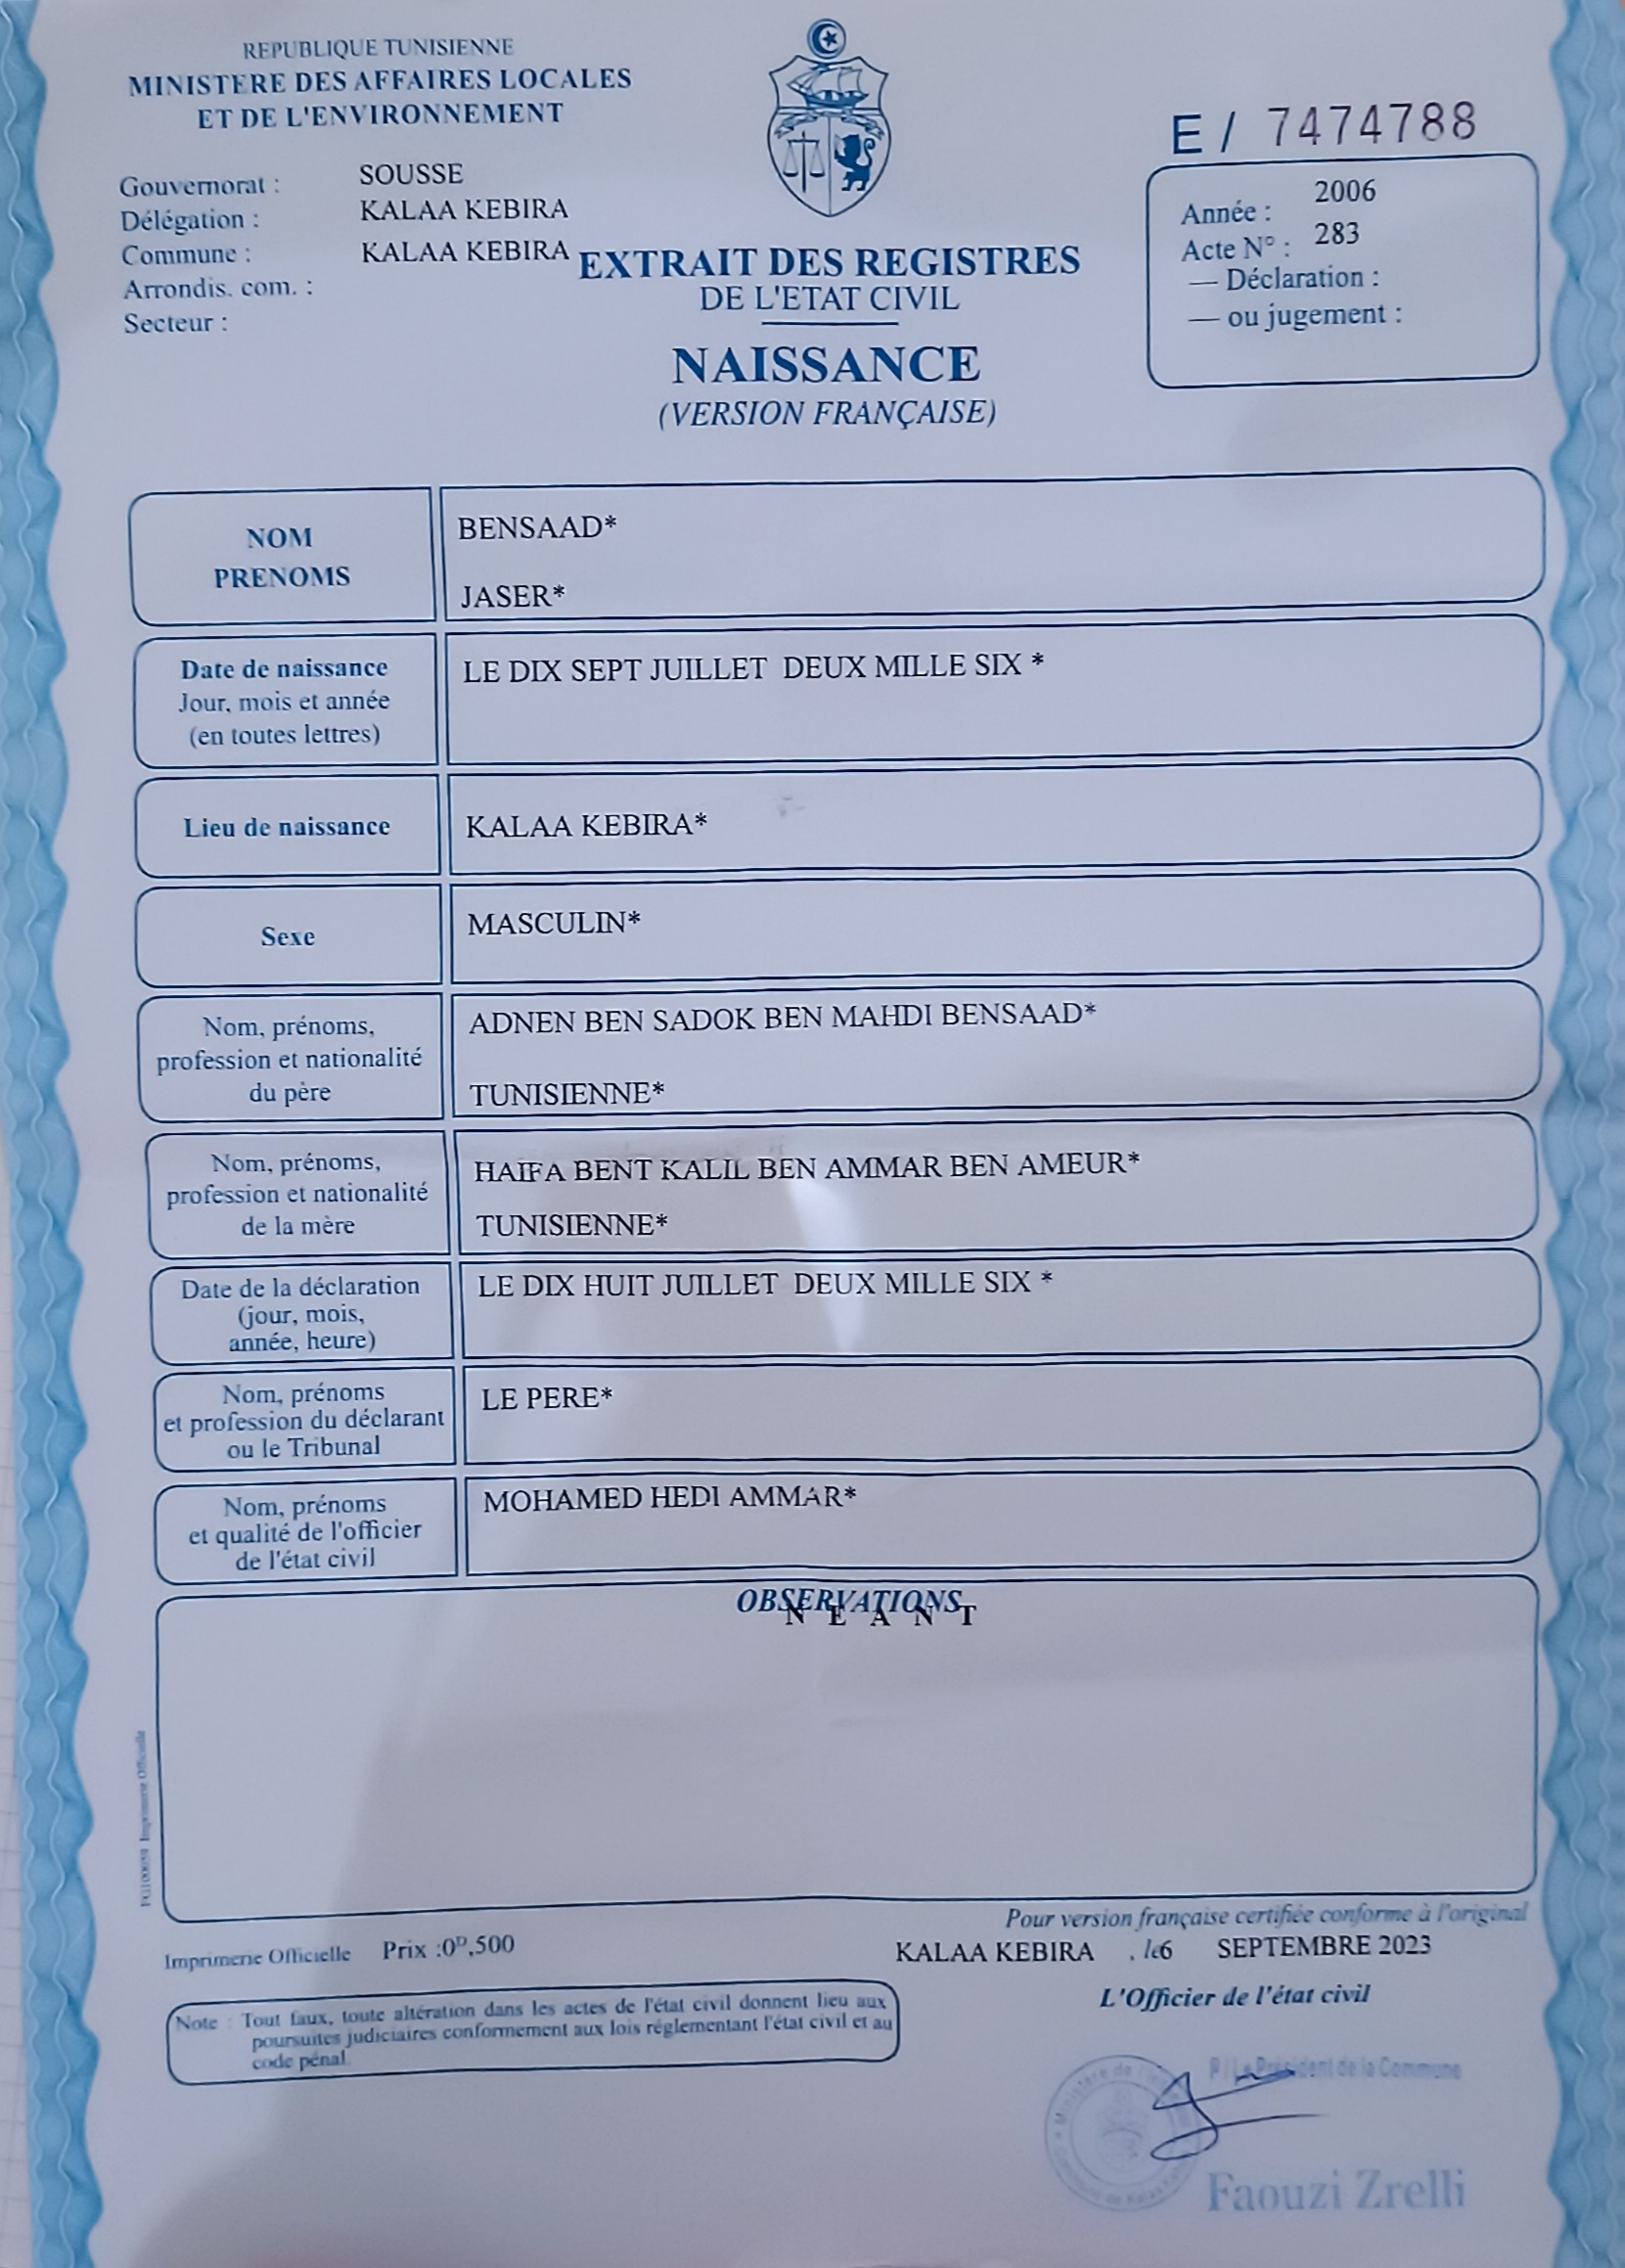 REPUBLIQUE TUNISIENNE
MINISTERE DES AFFAIRES LOCALES
ET DE L'ENVIRONNEMENT
E / 7474788
Gouvernorat : SOUSSE
Délégation : KALAA KEBIRA
Commune : KALAA KEBIRA
Arrondis. com. :
Secteur :
EXTRAIT DES REGISTRES
DE L'ETAT CIVIL
NAISSANCE
(VERSION FRANÇAISE)
Année : 2006
Acte N° : 283
— Déclaration :
— ou jugement :
NOM
PRENOMS
BENSAAD*
JASER*
Date de naissance
Jour, mois et année
(en toutes lettres)
LE DIX SEPT JUILLET DEUX MILLE SIX *
Lieu de naissance
KALAA KEBIRA*
Sexe
MASCULIN*
Nom, prénoms,
profession et nationalité
du père
ADNEN BEN SADOK BEN MAHDI BENSAAD*
TUNISIENNE*
Nom, prénoms,
profession et nationalité
de la mère
HAIFA BENT KALIL BEN AMMAR BEN AMEUR*
TUNISIENNE*
Date de la déclaration
(jour, mois,
année, heure)
LE DIX HUIT JUILLET DEUX MILLE SIX *
Nom, prénoms
et profession du déclarant
ou le Tribunal
LE PERE*
Nom, prénoms
et qualité de l'officier
de l'état civil
MOHAMED HEDI AMMAR*
OBSERVATIONS
N E A N T
Imprimerie Officielle
Pour version française certifiée conforme à l'original
Imprimerie Officielle Prix :0ᴰ,500
KALAA KEBIRA , le6 SEPTEMBRE 2023
L'Officier de l'état civil
Note : Tout faux, toute altération dans les actes de l'état civil donnent lieu aux
poursuites judiciaires conformement aux lois réglementant l'état civil et au
code pénal.
P / Le Président de la Commune
Faouzi Zrelli